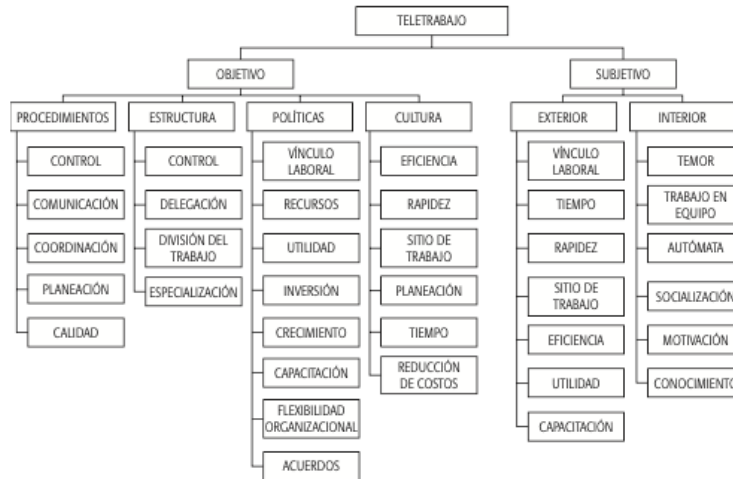 TELETRABAJO
OBJETIVO
SUBJETIVO
PROCEDIMIENTOS
ESTRUCTURA
POLÍTICAS
CULTURA
EXTERIOR
INTERIOR
CONTROL
COMUNICACIÓN
COORDINACIÓN
PLANEACIÓN
CALIDAD
CONTROL
DELEGACIÓN
DIVISIÓN DEL
TRABAJO
ESPECIALIZACIÓN
VÍNCULO
LABORAL
RECURSOS
UTILIDAD
INVERSIÓN
CRECIMIENTO
CAPACITACIÓN
FLEXIBILIDAD
ORGANIZACIONAL
ACUERDOS
EFICIENCIA
RAPIDEZ
SITIO DE
TRABAJO
PLANEACIÓN
TIEMPO
REDUCCIÓN
DE COSTOS
VÍNCULO
LABORAL
TIEMPO
RAPIDEZ
SITIO DE
TRABAJO
EFICIENCIA
UTILIDAD
CAPACITACIÓN
TEMOR
TRABAJO EN
EQUIPO
AUTÓMATA
SOCIALIZACIÓN
MOTIVACIÓN
CONOCIMIENTO